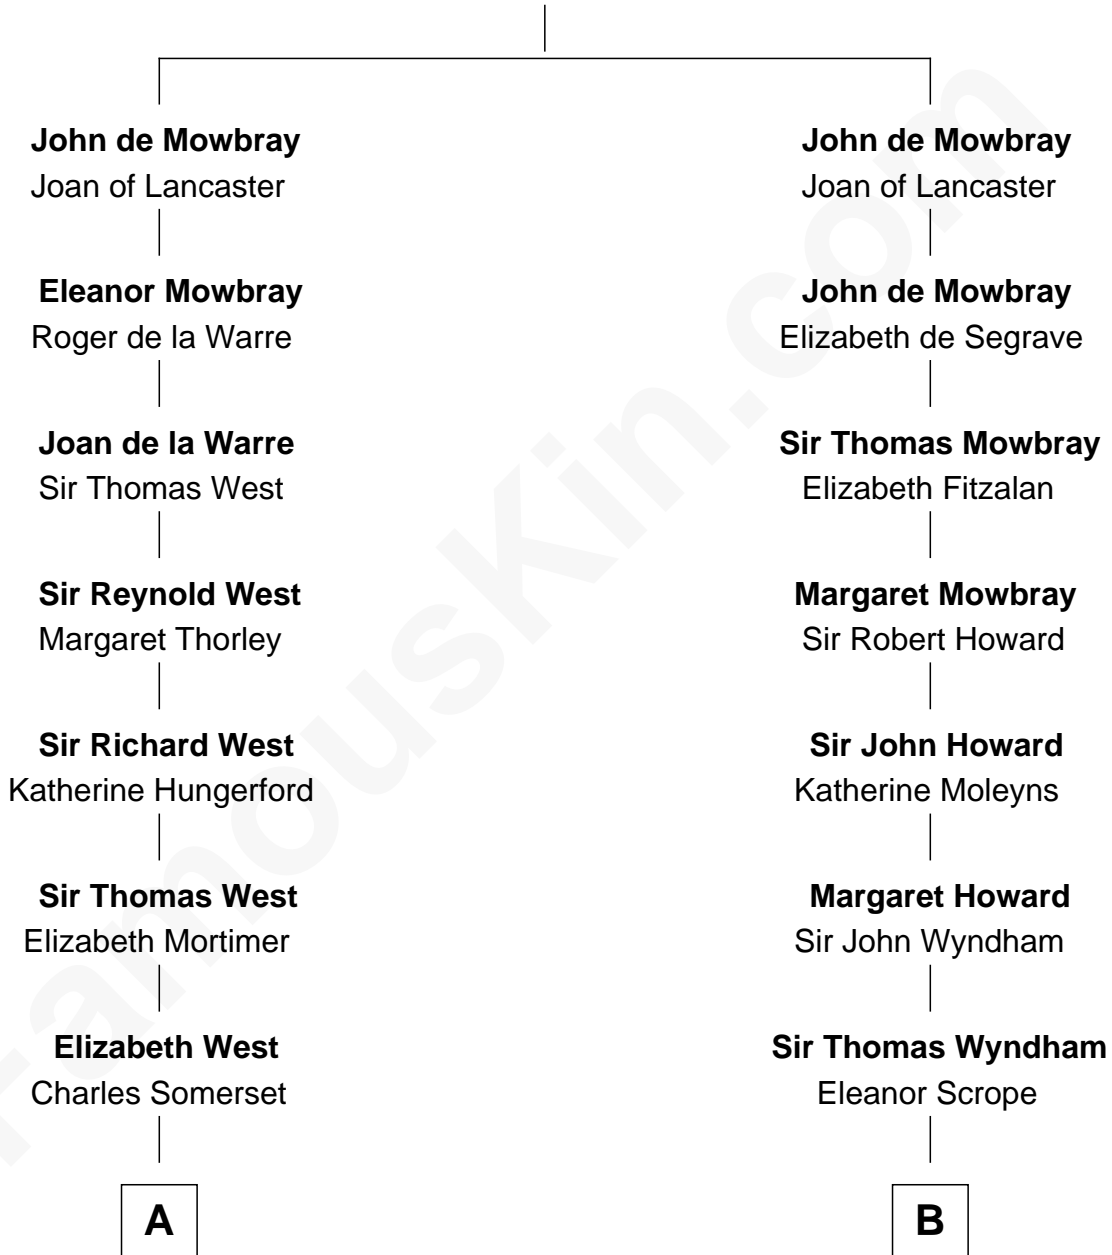 John de Mowbray
Joan of Lancaster
Eleanor Mowbray
Roger de la Warre
Joan de la Warre
Sir Thomas West
Sir Reynold West
Margaret Thorley
Sir Richard West
Katherine Hungerford
Sir Thomas West
Elizabeth Mortimer
Elizabeth West
Charles Somerset
A
John de Mowbray
Joan of Lancaster
John de Mowbray
Elizabeth de Segrave
Sir Thomas Mowbray
Elizabeth Fitzalan
Margaret Mowbray
Sir Robert Howard
Sir John Howard
Katherine Moleyns
Margaret Howard
Sir John Wyndham
Sir Thomas Wyndham
Eleanor Scrope
B
FamousKin.com